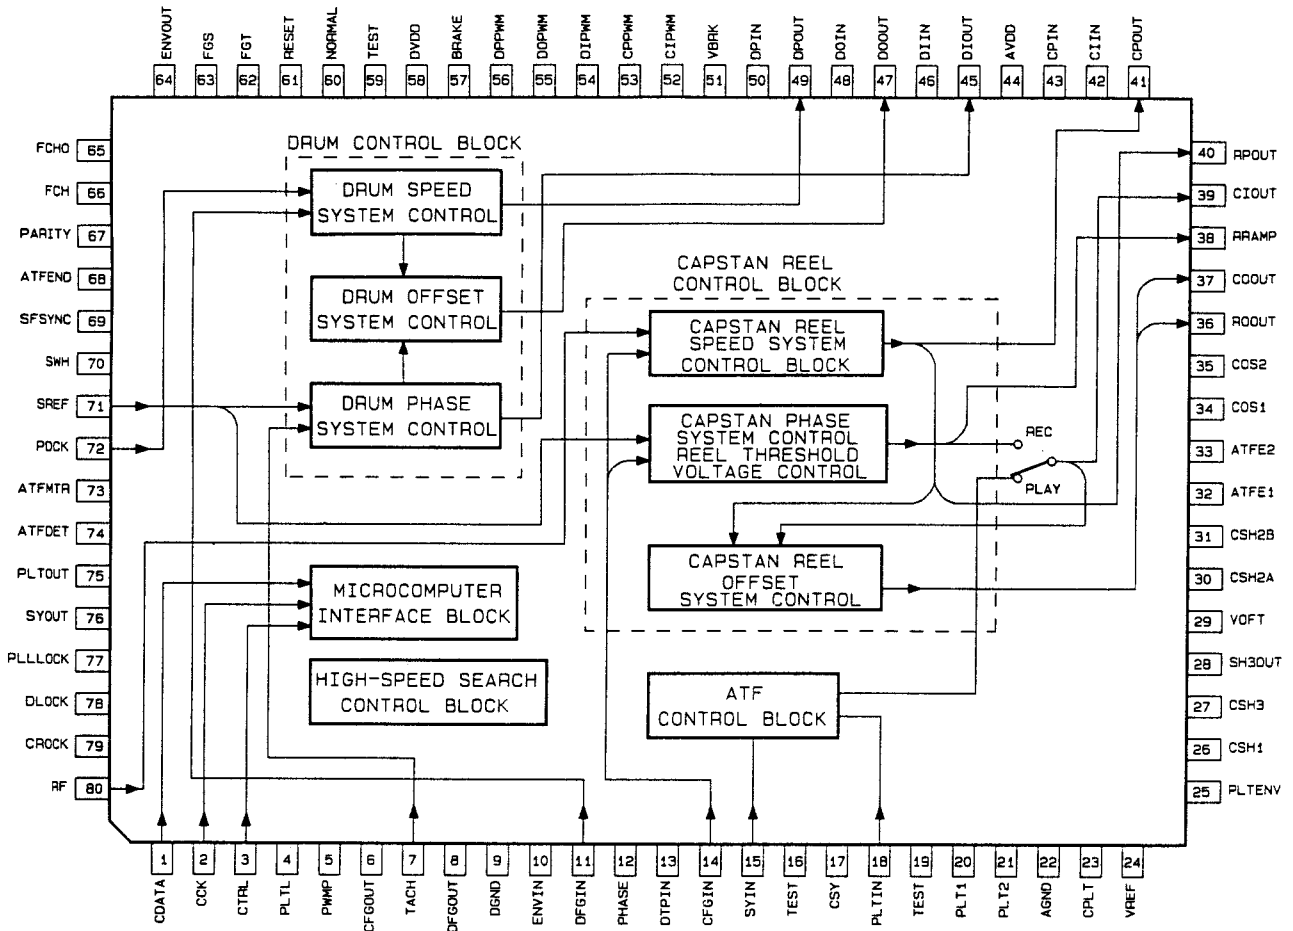 ENVOUT FGS FGT RESET NORMAL TEST DVDD BRAKE DPPWM DOPWM DIPWM CPPWM CIPWM VBRK DPIN DPOUT DOIN DOOUT DIIN DIOUT AVDD CPIN CIIN CPOUT
64 63 62 61 60 59 58 57 56 55 54 53 52 51 50 49 48 47 46 45 44 43 42 41
FCHO 65
FCH 66
PARITY 67
ATFEND 68
SFSYNC 69
SWH 70
SREF 71
PDCK 72
ATFMTR 73
ATFDET 74
PLTOUT 75
SYOUT 76
PLLLOCK 77
DLOCK 78
CROCK 79
RF 80
DRUM CONTROL BLOCK
DRUM SPEED
SYSTEM CONTROL
DRUM OFFSET
SYSTEM CONTROL
DRUM PHASE
SYSTEM CONTROL
MICROCOMPUTER
INTERFACE BLOCK
HIGH-SPEED SEARCH
CONTROL BLOCK
CAPSTAN REEL
CONTROL BLOCK
CAPSTAN REEL
SPEED SYSTEM
CONTROL BLOCK
CAPSTAN PHASE
SYSTEM CONTROL
REEL THRESHOLD
VOLTAGE CONTROL
CAPSTAN REEL
OFFSET
SYSTEM CONTROL
ATF
CONTROL BLOCK
REC
PLAY
40 RPOUT
39 CIOUT
38 RRAMP
37 COOUT
36 ROOUT
35 COS2
34 COS1
33 ATFE2
32 ATFE1
31 CSH2B
30 CSH2A
29 VOFT
28 SH3OUT
27 CSH3
26 CSH1
25 PLTENV
1 2 3 4 5 6 7 8 9 10 11 12 13 14 15 16 17 18 19 20 21 22 23 24
CDATA CCK CTRL PLTL PWMP CFGOUT TACH DFGOUT DGND ENVIN DFGIN PHASE DTPIN CFGIN SYIN TEST CSY PLTIN TEST PLT1 PLT2 AGND CPLT VREF